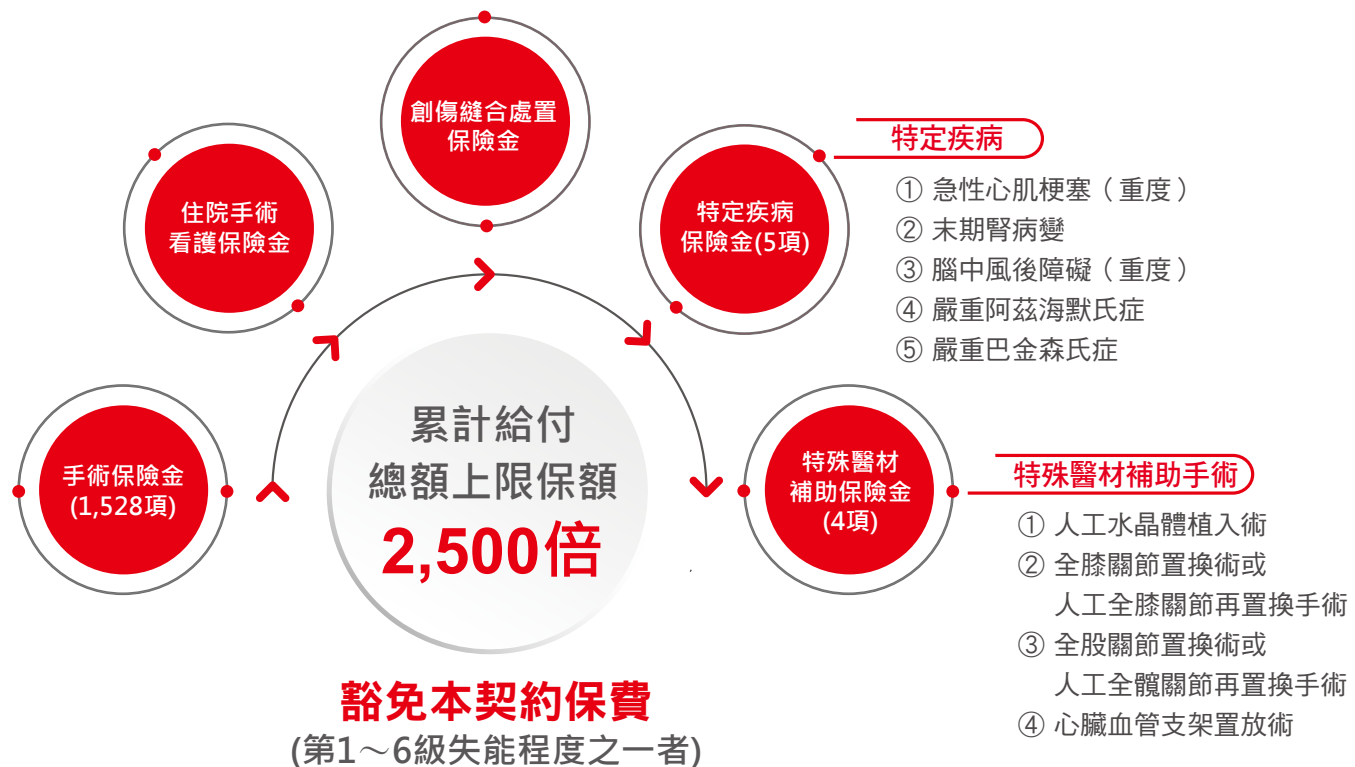 創傷縫合處置
保險金
住院手術
看護保險金
特定疾病
保險金(5項)
手術保險金
(1,528項)
特殊醫材
補助保險金
(4項)
累計給付
總額上限保額
2,500倍
豁免本契約保費
(第1～6級失能程度之一者)
特定疾病
① 急性心肌梗塞（重度）
② 末期腎病變
③ 腦中風後障礙（重度）
④ 嚴重阿茲海默氏症
⑤ 嚴重巴金森氏症
特殊醫材補助手術
① 人工水晶體植入術
② 全膝關節置換術或
人工全膝關節再置換手術
③ 全股關節置換術或
人工全髖關節再置換手術
④ 心臟血管支架置放術